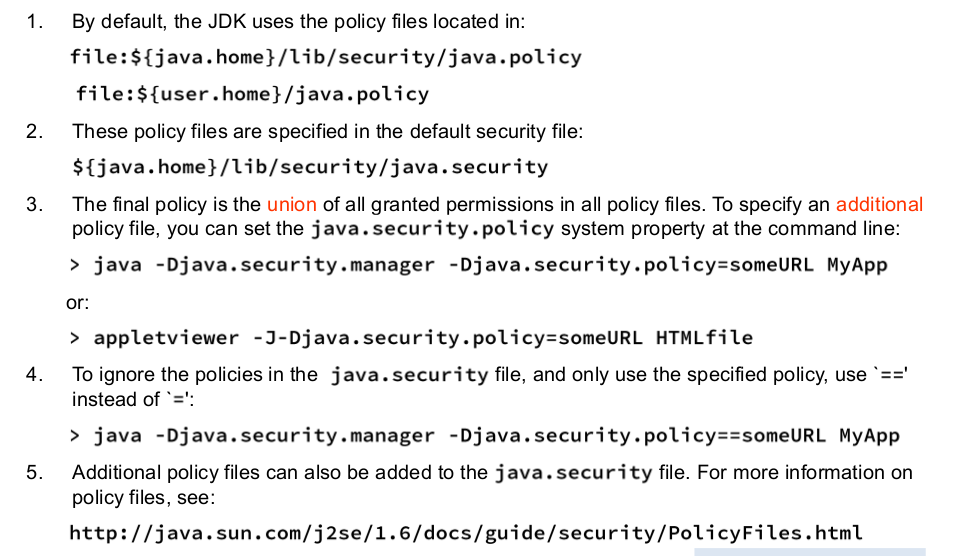 1. By default, the JDK uses the policy files located in:
file:${java.home}/lib/security/java.policy
file:${user.home}/java.policy
2. These policy files are specified in the default security file:
${java.home}/lib/security/java.security
3. The final policy is the union of all granted permissions in all policy files. To specify an additional
policy file, you can set the java.security.policy system property at the command line:
> java -Djava.security.manager -Djava.security.policy=someURL MyApp
or:
> appletviewer -J-Djava.security.policy=someURL HTMLfile
4. To ignore the policies in the java.security file, and only use the specified policy, use `=='
instead of `=':
> java -Djava.security.manager -Djava.security.policy==someURL MyApp
5. Additional policy files can also be added to the java.security file. For more information on
policy files, see:
http://java.sun.com/j2se/1.6/docs/guide/security/PolicyFiles.html